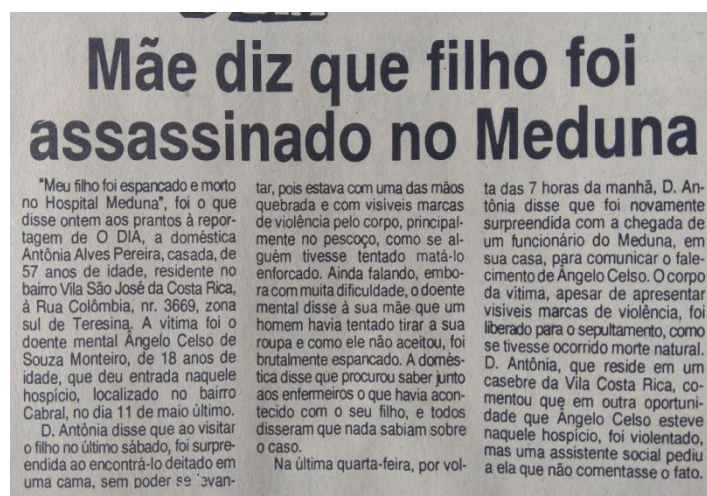 Mãe diz que filho foi
assassinado no Meduna
"Meu filho foi espancado e morto
no Hospital Meduna", foi o que
disse ontem aos prantos à repor-
tagem de O DIA, a doméstica
Antônia Alves Pereira, casada, de
57 anos de idade, residente no
bairro Vila São José da Costa Rica,
à Rua Colômbia, nr. 3669, zona
sul de Teresina. A vítima foi o
doente mental Ângelo Celso de
Souza Monteiro, de 18 anos de
idade, que deu entrada naquele
hospício, localizado no bairro
Cabral, no dia 11 de maio último.
D. Antônia disse que ao visitar
o filho no último sábado, foi surpre-
endida ao encontrá-lo deitado em
uma cama, sem poder se levan-
tar, pois estava com uma das mãos
quebrada e com visiveis marcas
de violência pelo corpo, principal-
mente no pescoço, como se al-
guém tivesse tentado matá-lo
enforcado. Ainda falando, embo-
ra com muita dificuldade, o doente
mental disse à sua mãe que um
homem havia tentado tirar a sua
roupa e como ele não aceitou, foi
brutalmente espancado. A domés-
tica disse que procurou saber junto
aos enfermeiros o que havia acon-
tecido com o seu filho, e todos
disseram que nada sabiam sobre
o caso.
Na última quarta-feira, por vol-
ta das 7 horas da manhã, D. An-
tônia disse que foi novamente
surpreendida com a chegada de
um funcionário do Meduna, em
sua casa, para comunicar o fale-
cimento de Ângelo Celso. O corpo
da vítima, apesar de apresentar
visíveis marcas de violência, foi
liberado para o sepultamento, como
se tivesse ocorrido morte natural.
D. Antônia, que reside em um
casebre da Vila Costa Rica, co-
mentou que em outra oportuni-
dade que Ângelo Celso esteve
naquele hospício, foi violentado,
mas uma assistente social pediu
a ela que não comentasse o fato.